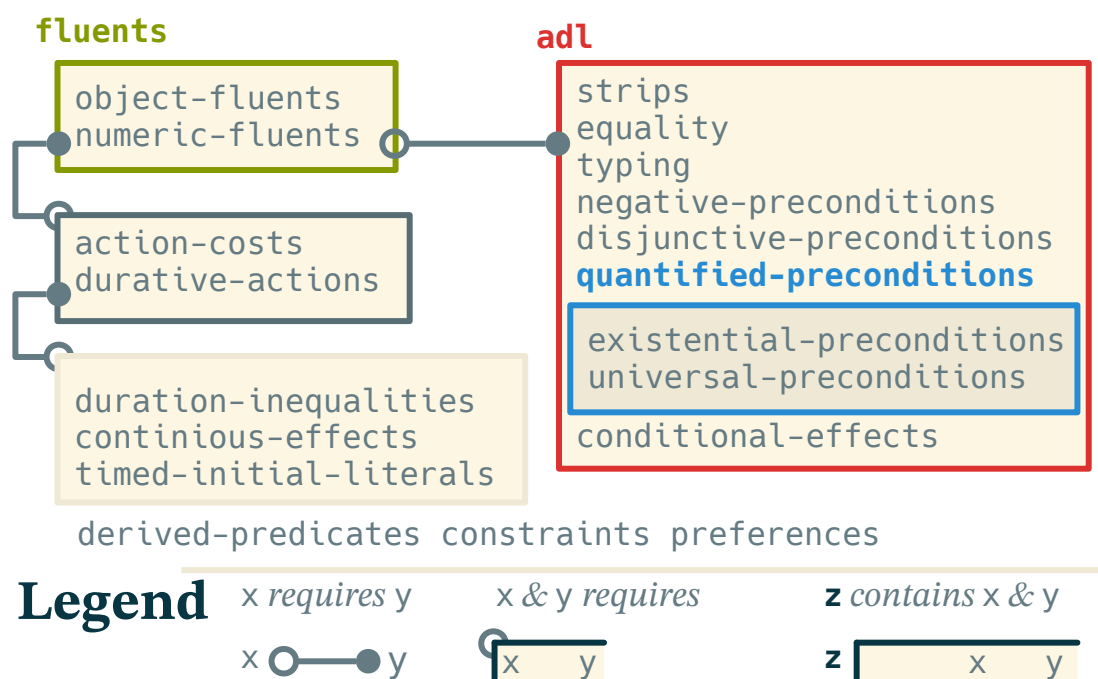 fluents
object-fluents
numeric-fluents
action-costs
durative-actions
duration-inequalities
continious-effects
timed-initial-literals
adl
strips
equality
typing
negative-preconditions
disjunctive-preconditions
quantified-preconditions
existential-preconditions
universal-preconditions
conditional-effects
derived-predicates constraints preferences
Legend
x requires y
x & y requires
z contains x & y
x y
x y
z x y